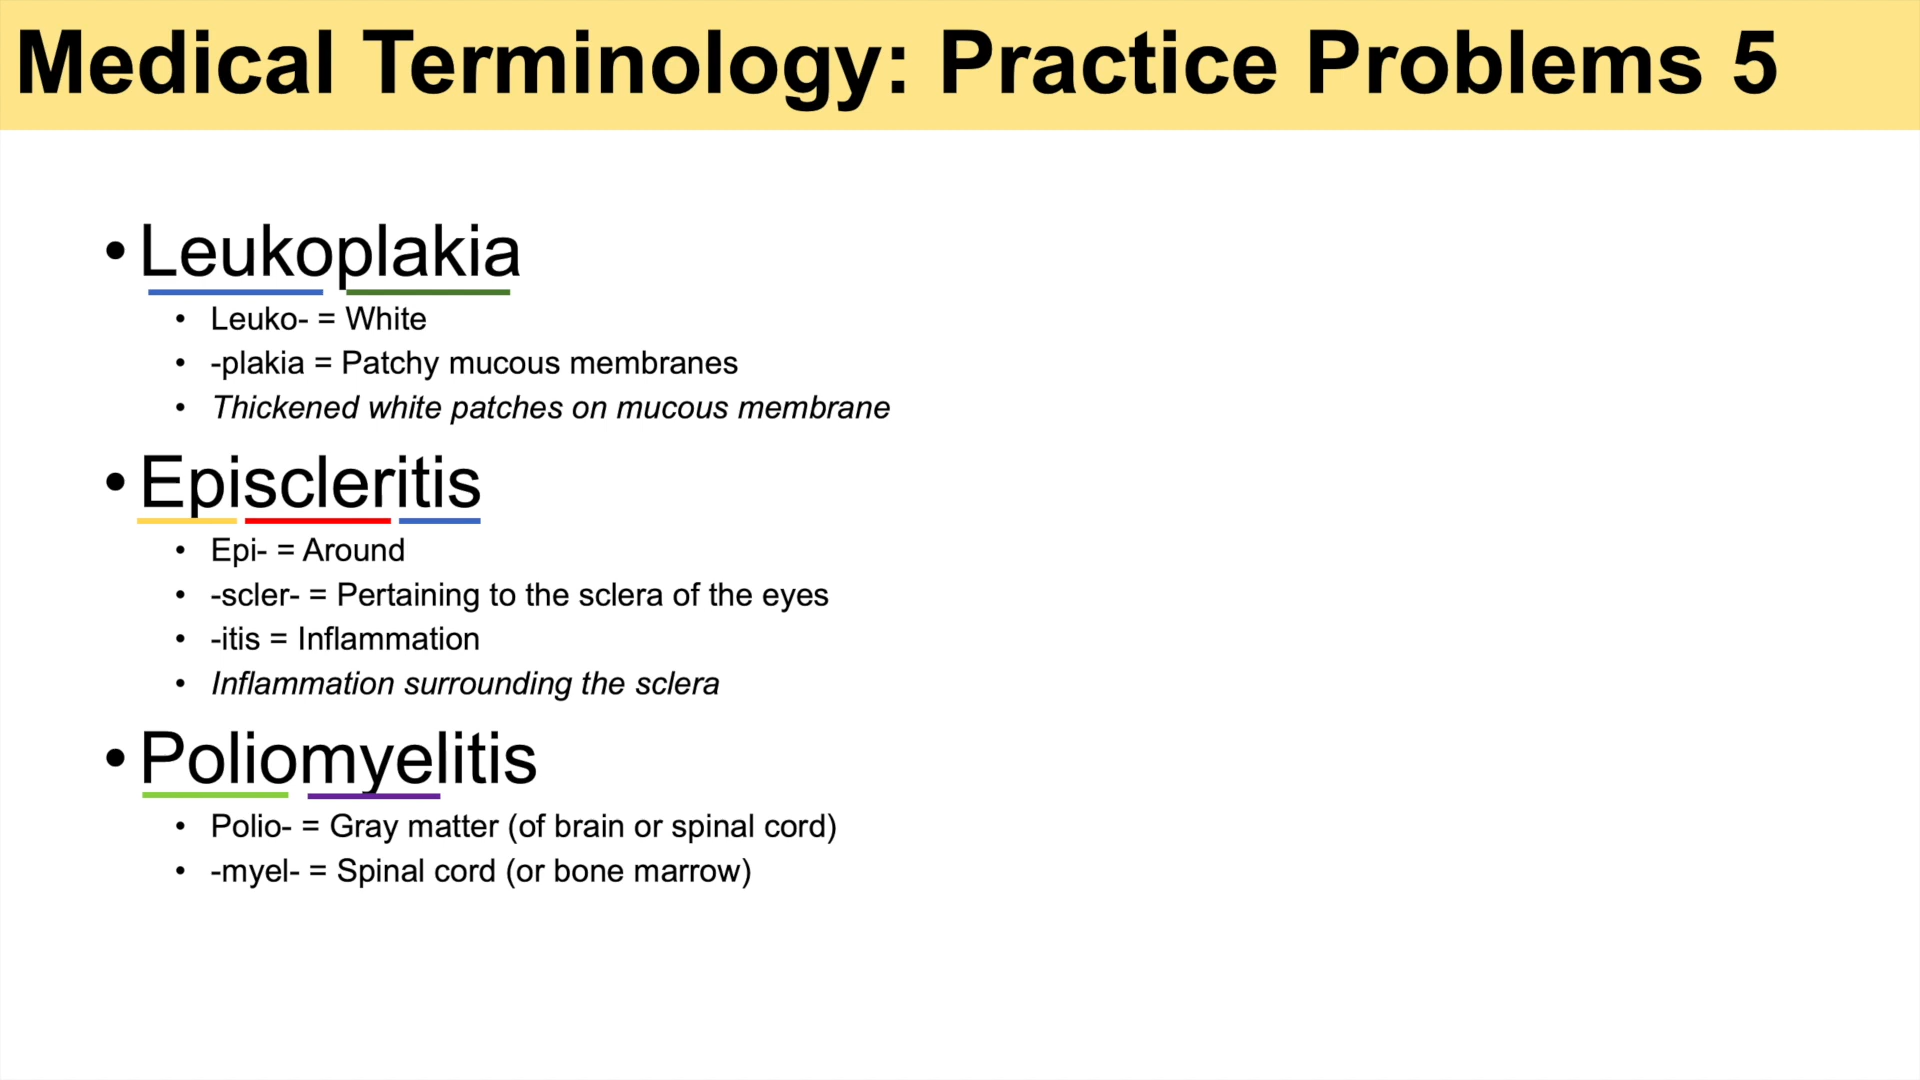 Medical Terminology: Practice Problems 5
• Leukoplakia
• Leuko- = White
• -plakia = Patchy mucous membranes
• Thickened white patches on mucous membrane
• Episcleritis
• Epi- = Around
• -scler- = Pertaining to the sclera of the eyes
• -itis = Inflammation
• Inflammation surrounding the sclera
• Poliomyelitis
• Polio- = Gray matter (of brain or spinal cord)
• -myel- = Spinal cord (or bone marrow)